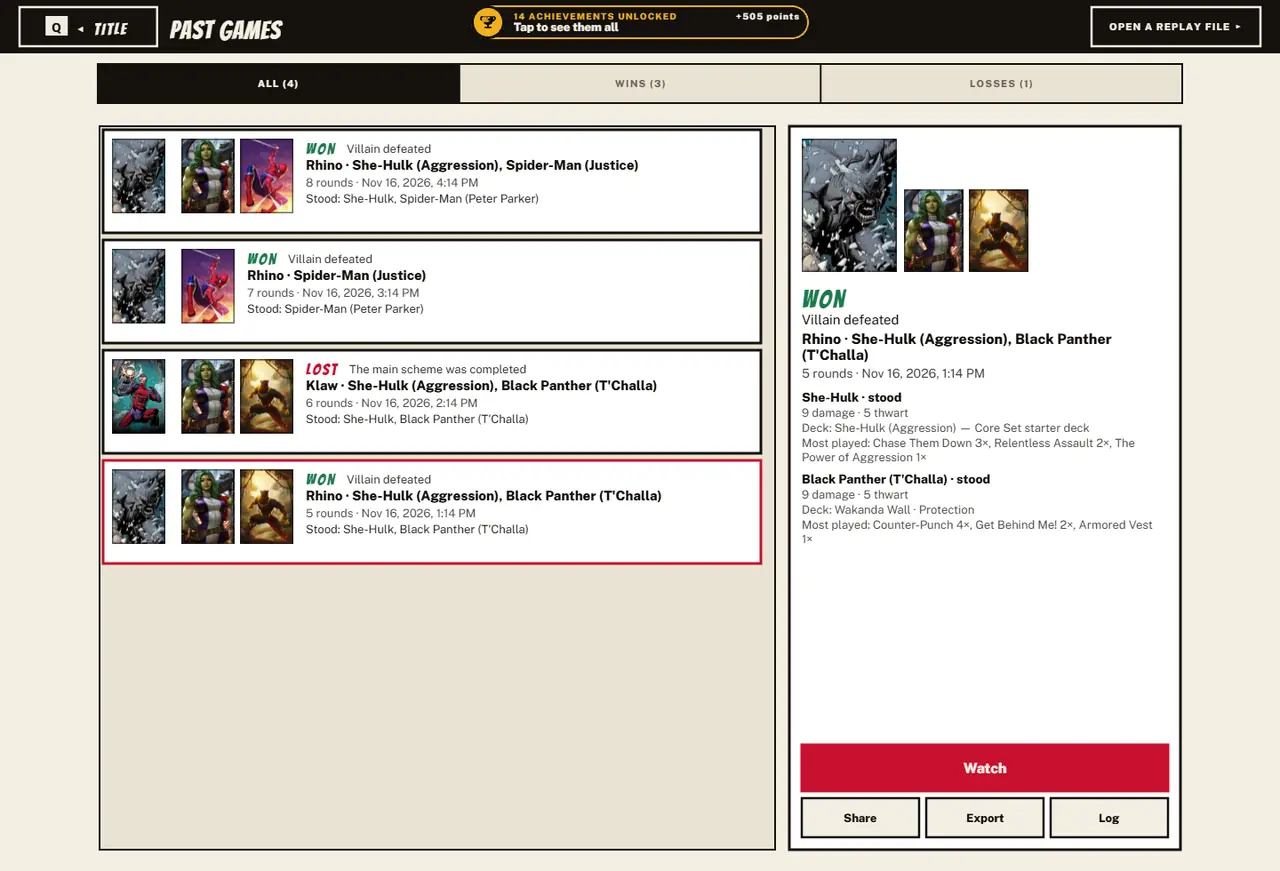 Q ◂ TITLE
PAST GAMES
14 ACHIEVEMENTS UNLOCKED +505 points
Tap to see them all
OPEN A REPLAY FILE ▸
ALL (4)
WINS (3)
LOSSES (1)
WON Villain defeated
Rhino · She-Hulk (Aggression), Spider-Man (Justice)
8 rounds · Nov 16, 2026, 4:14 PM
Stood: She-Hulk, Spider-Man (Peter Parker)
WON Villain defeated
Rhino · Spider-Man (Justice)
7 rounds · Nov 16, 2026, 3:14 PM
Stood: Spider-Man (Peter Parker)
LOST The main scheme was completed
Klaw · She-Hulk (Aggression), Black Panther (T'Challa)
6 rounds · Nov 16, 2026, 2:14 PM
Stood: She-Hulk, Black Panther (T'Challa)
WON Villain defeated
Rhino · She-Hulk (Aggression), Black Panther (T'Challa)
5 rounds · Nov 16, 2026, 1:14 PM
Stood: She-Hulk, Black Panther (T'Challa)
WON
Villain defeated
Rhino · She-Hulk (Aggression), Black Panther
(T'Challa)
5 rounds · Nov 16, 2026, 1:14 PM
She-Hulk · stood
9 damage · 5 thwart
Deck: She-Hulk (Aggression) — Core Set starter deck
Most played: Chase Them Down 3×, Relentless Assault 2×, The
Power of Aggression 1×
Black Panther (T'Challa) · stood
9 damage · 5 thwart
Deck: Wakanda Wall · Protection
Most played: Counter-Punch 4×, Get Behind Me! 2×, Armored Vest
1×
Watch
Share
Export
Log